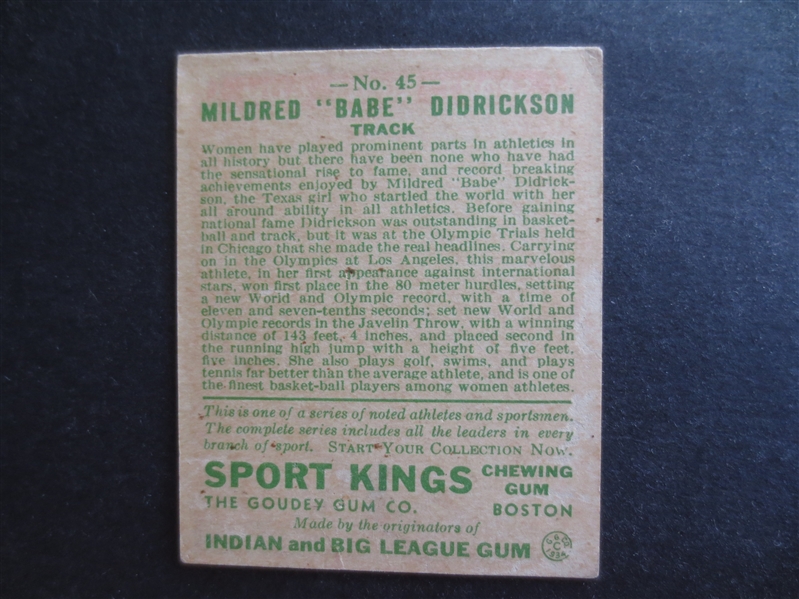 — No. 45 —
MILDRED "BABE" DIDRICKSON
TRACK
Women have played prominent parts in athletics in
all history but there have been none who have had
the sensational rise to fame, and record breaking
achievements enjoyed by Mildred "Babe" Didrick-
son, the Texas girl who startled the world with her
all around ability in all athletics. Before gaining
national fame Didrickson was outstanding in basket-
ball and track, but it was at the Olympic Trials held
in Chicago that she made the real headlines. Carrying
on in the Olympics at Los Angeles, this marvelous
athlete, in her first appearance against international
stars, won first place in the 80 meter hurdles, setting
a new World and Olympic record, with a time of
eleven and seven-tenths seconds; set new World and
Olympic records in the Javelin Throw, with a winning
distance of 143 feet, 4 inches, and placed second in
the running high jump with a height of five feet,
five inches. She also plays golf, swims, and plays
tennis far better than the average athlete, and is one of
the finest basket-ball players among women athletes.
This is one of a series of noted athletes and sportsmen.
The complete series includes all the leaders in every
branch of sport. START YOUR COLLECTION NOW.
SPORT KINGS CHEWING GUM
THE GOUDEY GUM CO. BOSTON
Made by the originators of
INDIAN and BIG LEAGUE GUM